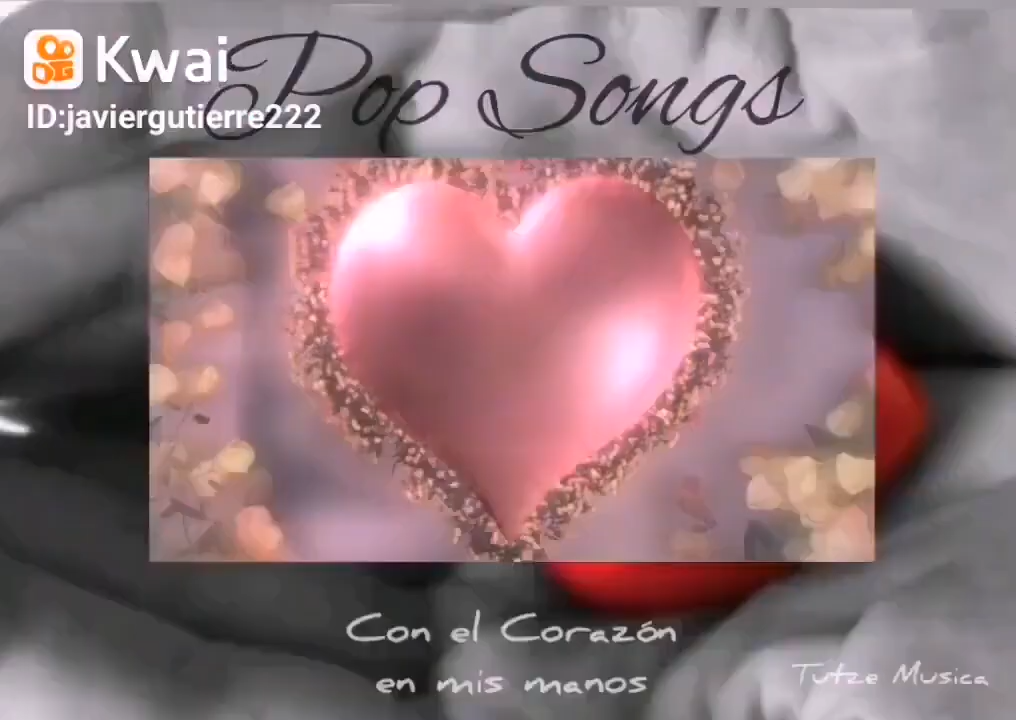 Kwai
Pop Songs
ID:javiergutierre222
Con el Corazón
en mis manos
Tutze Musica